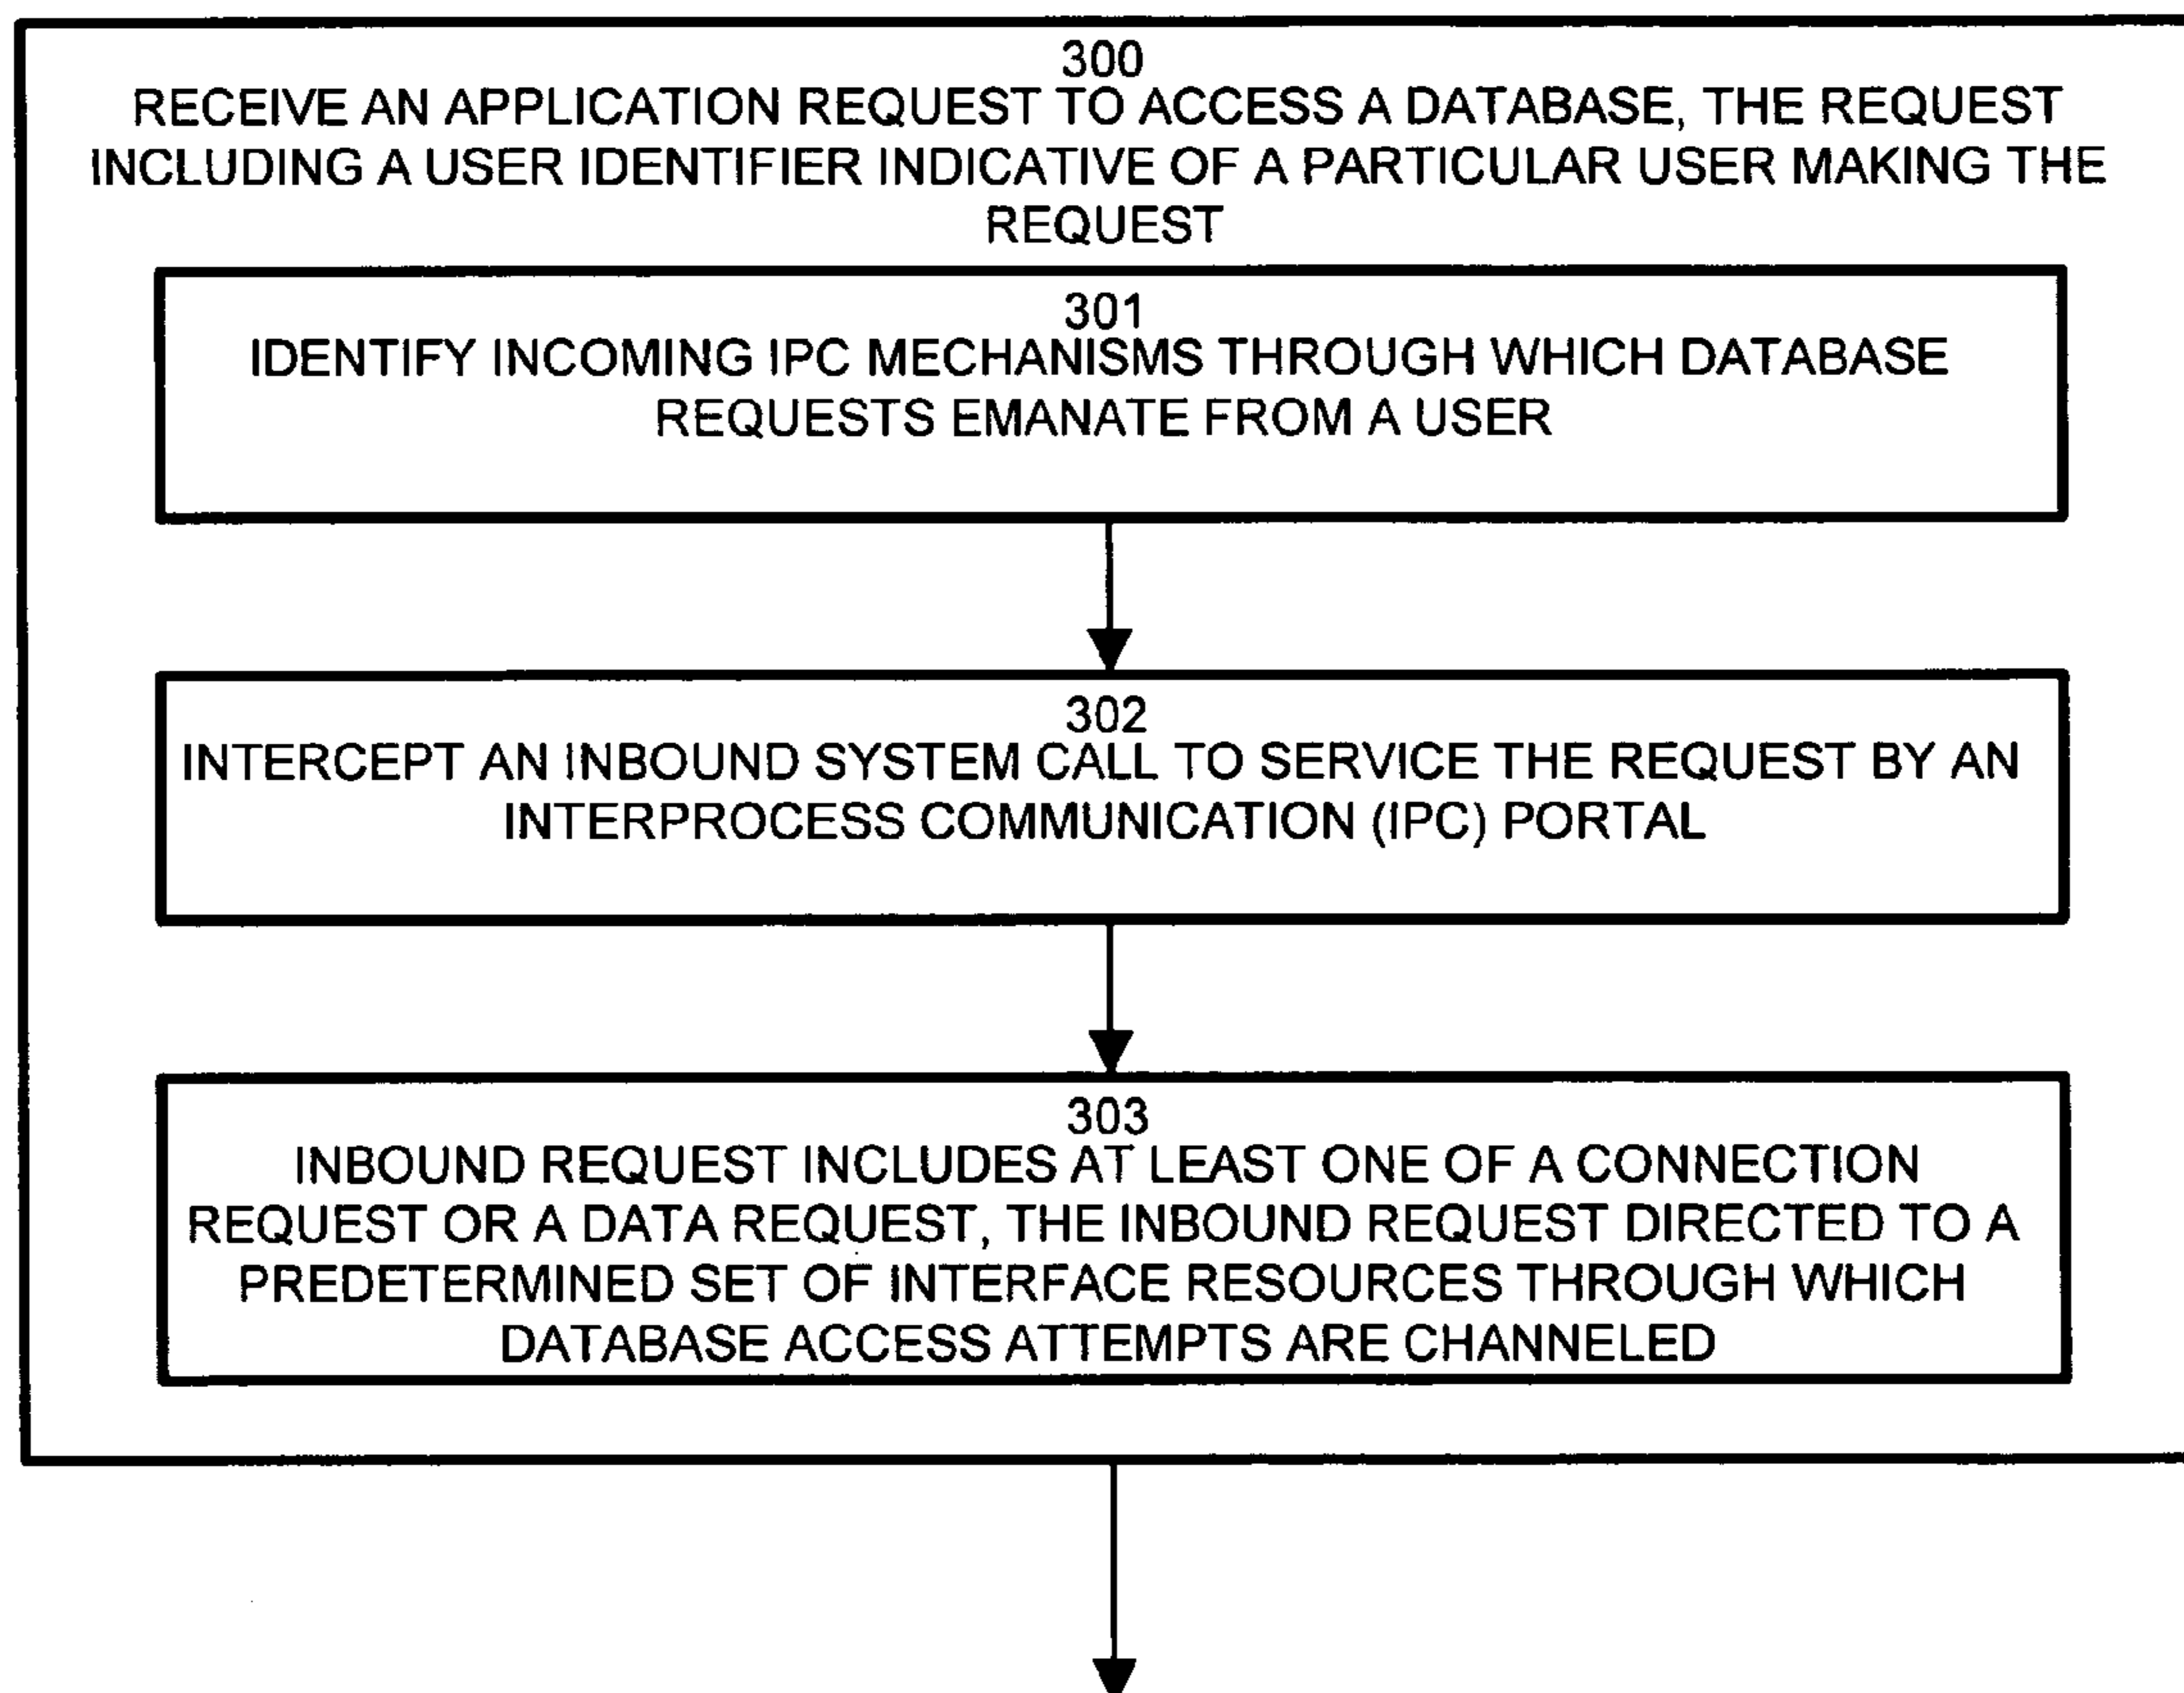 300
RECEIVE AN APPLICATION REQUEST TO ACCESS A DATABASE, THE REQUEST
INCLUDING A USER IDENTIFIER INDICATIVE OF A PARTICULAR USER MAKING THE
REQUEST
301
IDENTIFY INCOMING IPC MECHANISMS THROUGH WHICH DATABASE
REQUESTS EMANATE FROM A USER
302
INTERCEPT AN INBOUND SYSTEM CALL TO SERVICE THE REQUEST BY AN
INTERPROCESS COMMUNICATION (IPC) PORTAL
303
INBOUND REQUEST INCLUDES AT LEAST ONE OF A CONNECTION
REQUEST OR A DATA REQUEST, THE INBOUND REQUEST DIRECTED TO A
PREDETERMINED SET OF INTERFACE RESOURCES THROUGH WHICH
DATABASE ACCESS ATTEMPTS ARE CHANNELED